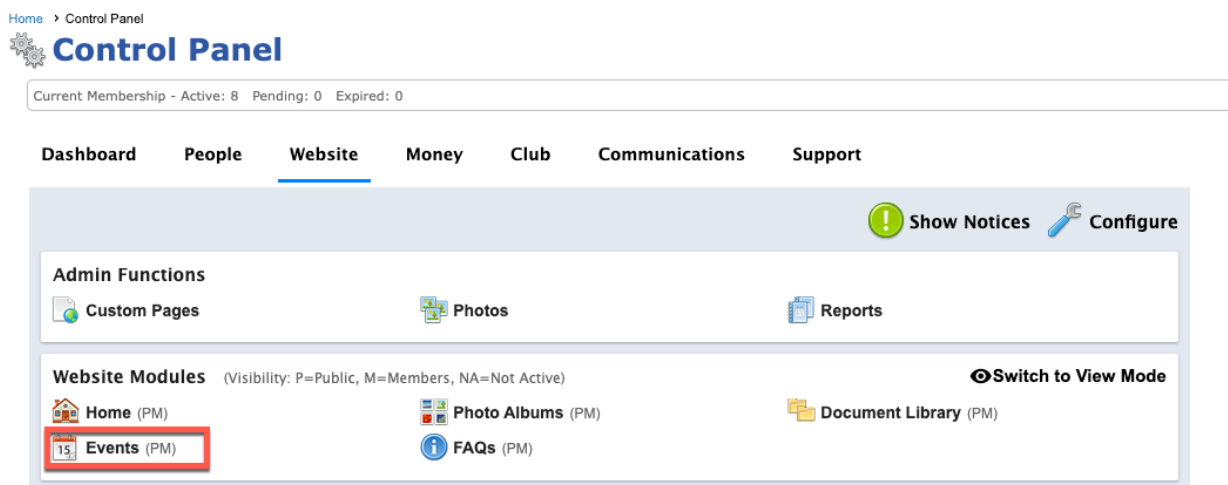 Home > Control Panel
Control Panel
Current Membership - Active: 8 Pending: 0 Expired: 0
Dashboard People Website Money Club Communications Support
! Show Notices Configure
Admin Functions
Custom Pages Photos Reports
Website Modules (Visibility: P=Public, M=Members, NA=Not Active) Switch to View Mode
Home (PM) Photo Albums (PM) Document Library (PM)
15 Events (PM) i FAQs (PM)